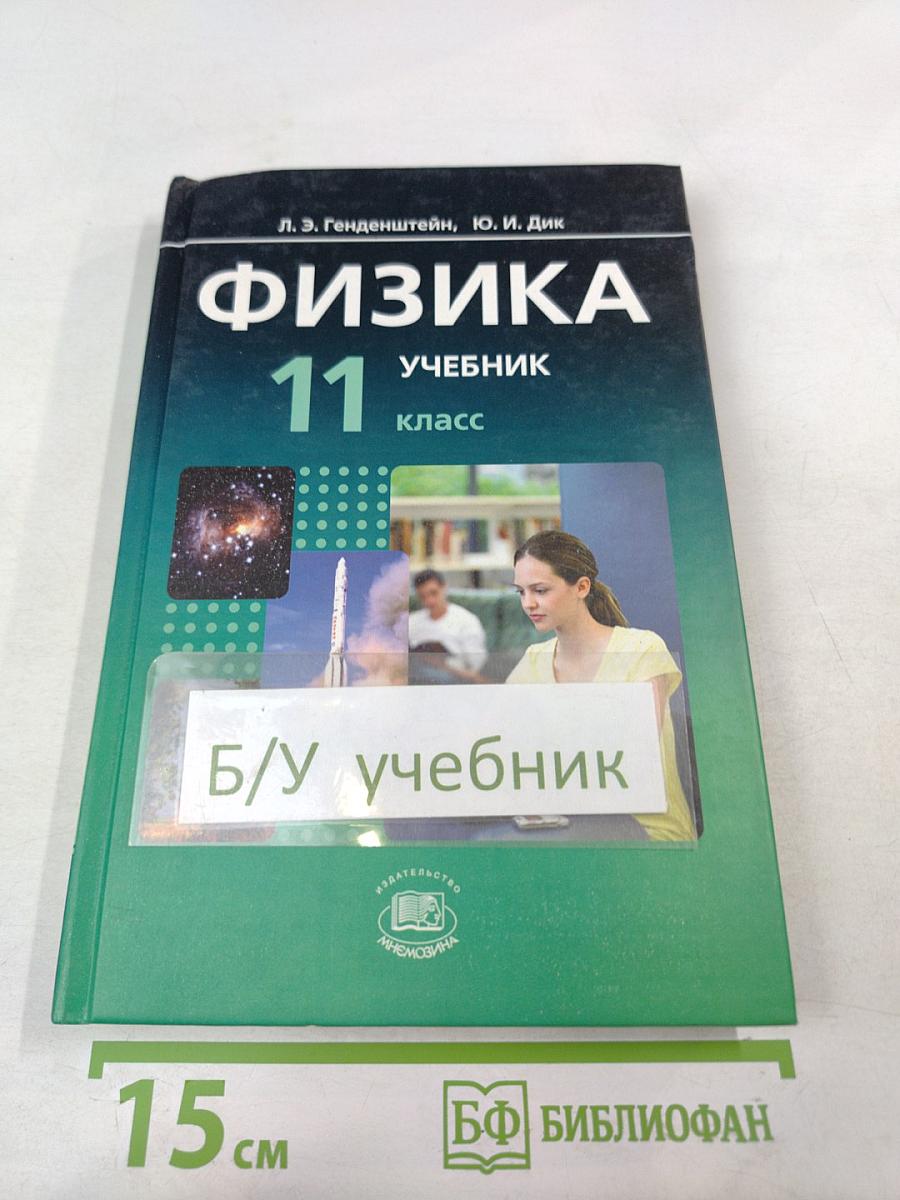 Л. Э. Генденштейн, Ю. И. Дик
ФИЗИКА
11 УЧЕБНИК
класс
Б/У учебник
ИЗДАТЕЛЬСТВО
МНЕМОЗИНА
15 см
БФ БИБЛИОФАН